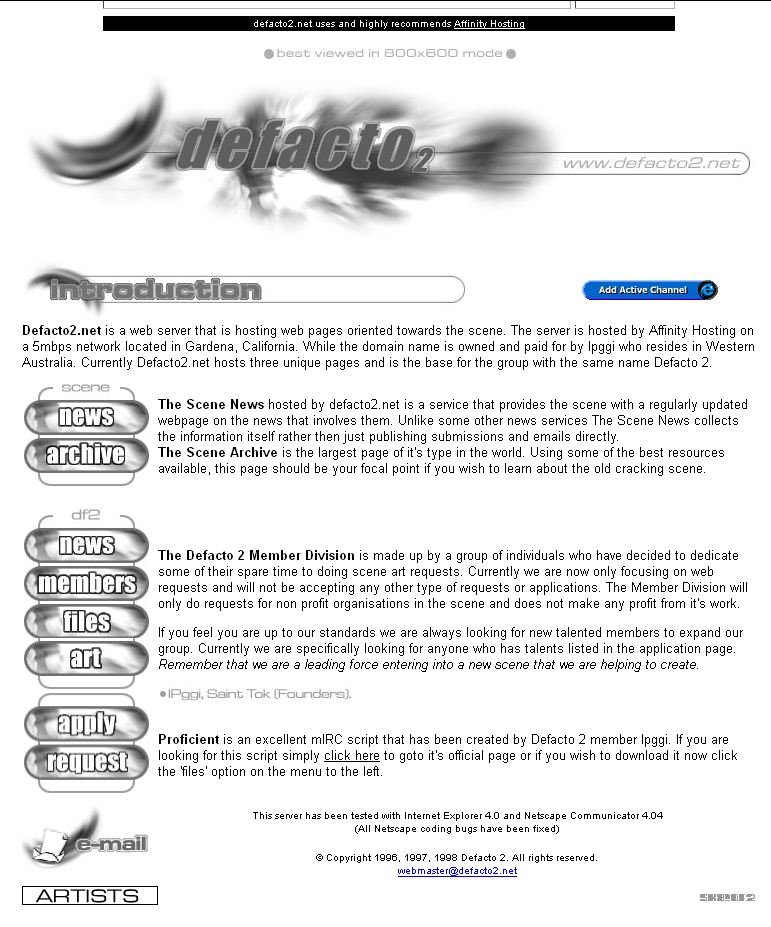 defacto2.net uses and highly recommends Affinity Hosting
best viewed in 800x600 mode
defacto2
www.defacto2.net
introduction
Add Active Channel
Defacto2.net is a web server that is hosting web pages oriented towards the scene. The server is hosted by Affinity Hosting on
a 5mbps network located in Gardena, California. While the domain name is owned and paid for by Ipggi who resides in Western
Australia. Currently Defacto2.net hosts three unique pages and is the base for the group with the same name Defacto 2.
scene
news
archive
The Scene News hosted by defacto2.net is a service that provides the scene with a regularly updated
webpage on the news that involves them. Unlike some other news services The Scene News collects
the information itself rather then just publishing submissions and emails directly.
The Scene Archive is the largest page of it's type in the world. Using some of the best resources
available, this page should be your focal point if you wish to learn about the old cracking scene.
df2
news
members
files
art
The Defacto 2 Member Division is made up by a group of individuals who have decided to dedicate
some of their spare time to doing scene art requests. Currently we are now only focusing on web
requests and will not be accepting any other type of requests or applications. The Member Division will
only do requests for non profit organisations in the scene and does not make any profit from it's work.
If you feel you are up to our standards we are always looking for new talented members to expand our
group. Currently we are specifically looking for anyone who has talents listed in the application page.
Remember that we are a leading force entering into a new scene that we are helping to create.
IPggi, Saint Tok (Founders).
apply
request
Proficient is an excellent mIRC script that has been created by Defacto 2 member Ipggi. If you are
looking for this script simply click here to goto it's official page or if you wish to download it now click
the 'files' option on the menu to the left.
e-mail
This server has been tested with Internet Explorer 4.0 and Netscape Communicator 4.04
(All Netscape coding bugs have been fixed)
© Copyright 1996, 1997, 1998 Defacto 2. All rights reserved.
webmaster@defacto2.net
ARTISTS